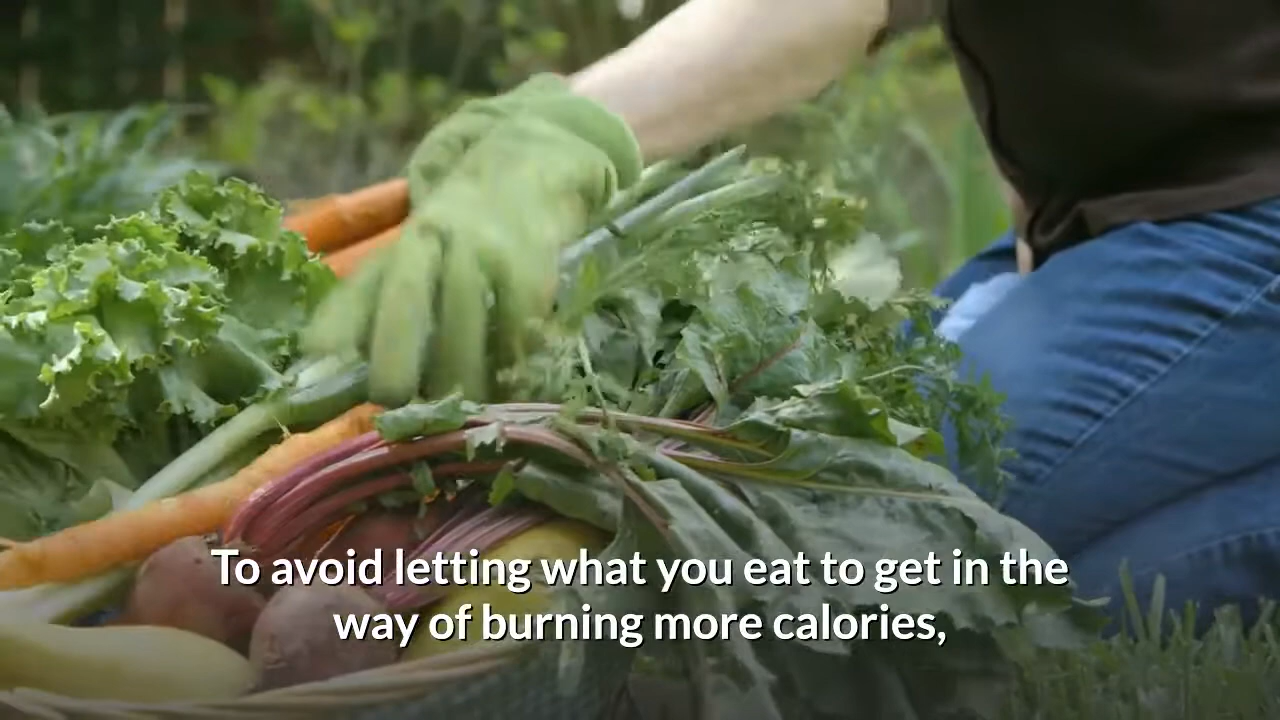 To avoid letting what you eat to get in the
way of burning more calories,